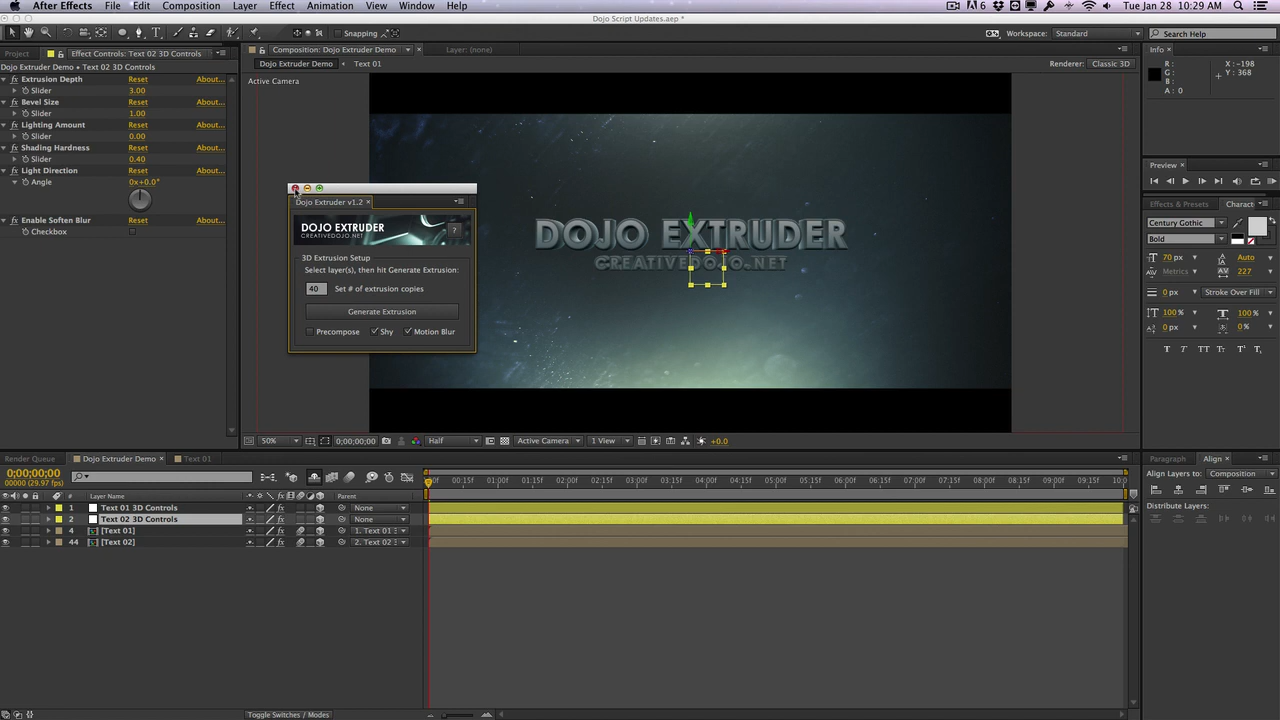 After Effects File Edit Composition Layer Effect Animation View Window Help
6
Tue Jan 28 10:29 AM
Dojo Script Updates.aep *
Snapping
Workspace: Standard
Search Help
Project
Effect Controls: Text 02 3D Controls
Dojo Extruder Demo • Text 02 3D Controls
fx Extrusion Depth Reset About...
Slider 3.00
fx Bevel Size Reset About...
Slider 1.00
fx Lighting Amount Reset About...
Slider 0.00
fx Shading Hardness Reset About...
Slider 0.40
fx Light Direction Reset About...
Angle 0x+0.0°
fx Enable Soften Blur Reset About...
Checkbox
Composition: Dojo Extruder Demo
Layer: (none)
Dojo Extruder Demo
Text 01
Renderer: Classic 3D
Active Camera
DOJO EXTRUDER
CREATIVEDOJO.NET
Dojo Extruder v1.2 ×
DOJO EXTRUDER
CREATIVEDOJO.NET
?
3D Extrusion Setup
Select layer(s), then hit Generate Extrusion:
40 Set # of extrusion copies
Generate Extrusion
Precompose Shy Motion Blur
50%
0;00;00;00
Half
Active Camera
1 View
+0.0
Info ×
R :
G :
B :
A : 0
X : -198
Y : 368
Preview ×
Effects & Presets
Charact
Century Gothic
Bold
70 px
Auto
Metrics
227
0 px
Stroke Over Fill
100 %
100 %
0 px
0 %
Render Queue
Dojo Extruder Demo ×
Text 01
0;00;00;00
00000 (29.97 fps)
# Layer Name Parent
1 Text 01 3D Controls None
2 Text 02 3D Controls None
4 [Text 01] 1. Text 01
44 [Text 02] 2. Text 02
00:15f 01:00f 01:15f 02:00f 02:15f 03:00f 03:15f 04:00f 04:15f 05:00f 05:15f 06:00f 06:15f 07:00f 07:15f 08:00f 08:15f 09:00f 09:15f 10:0
Toggle Switches / Modes
Paragraph
Align ×
Align Layers to: Composition
Distribute Layers: